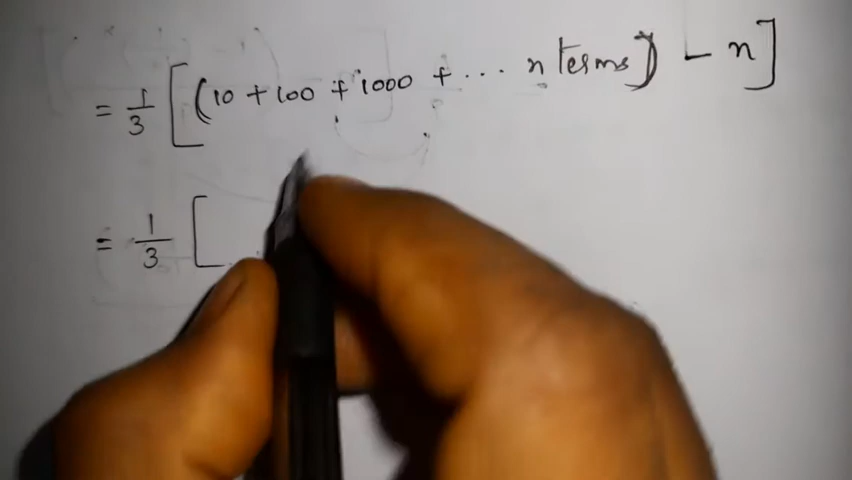 = 1/3 [(10 + 100 + 1000 + ... n terms) - n]
= 1/3 [